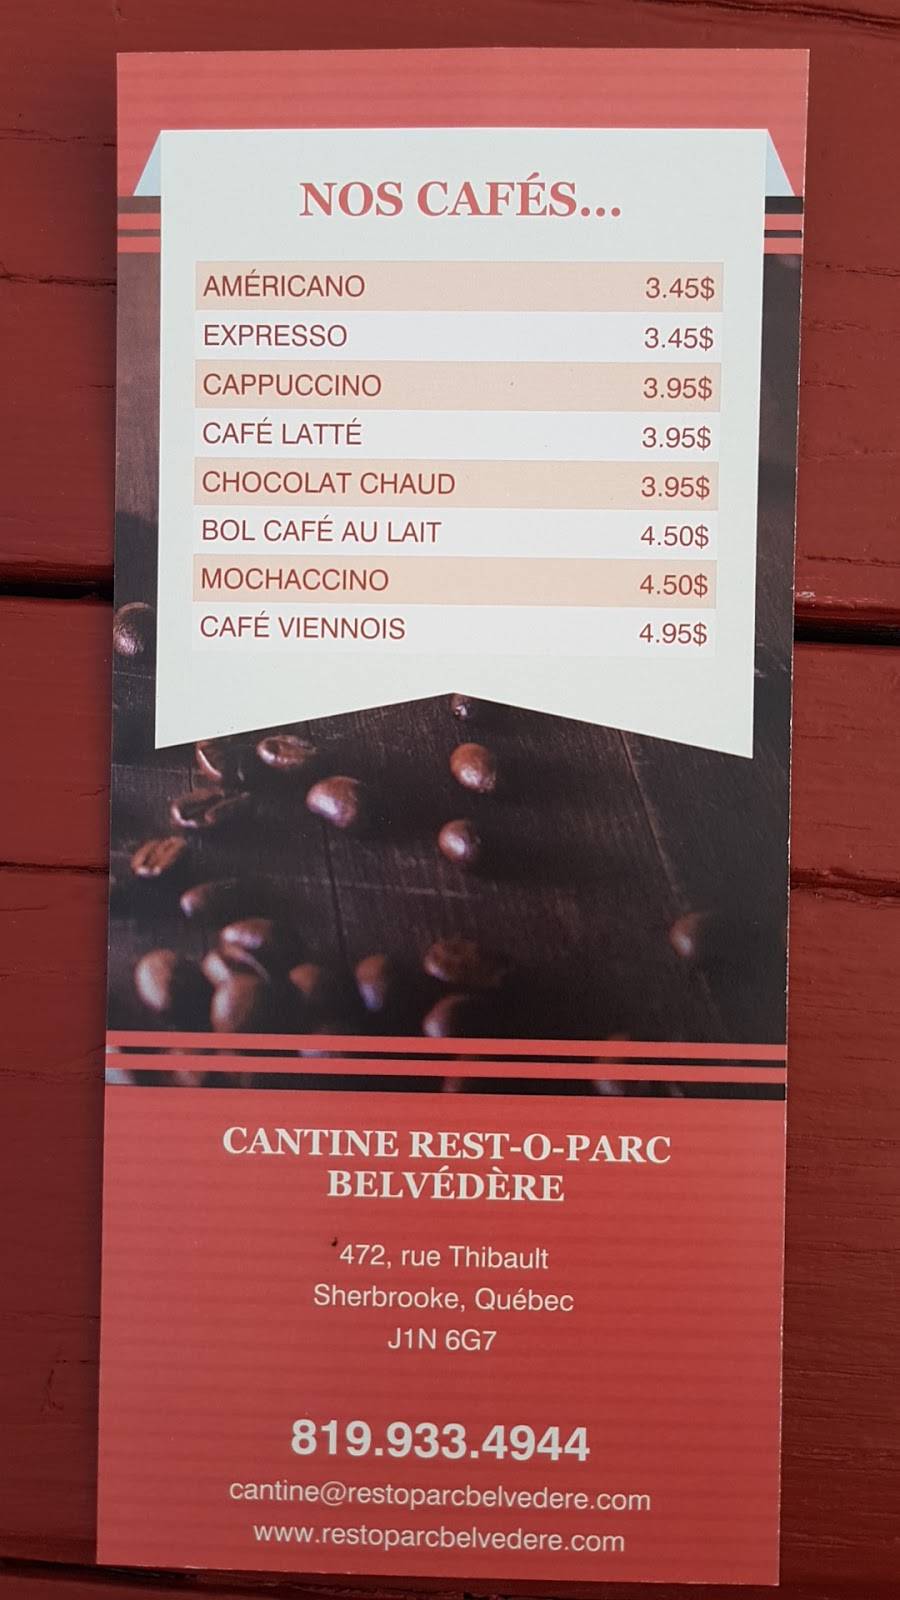 NOS CAFÉS...
AMÉRICANO 3.45$
EXPRESSO 3.45$
CAPPUCCINO 3.95$
CAFÉ LATTÉ 3.95$
CHOCOLAT CHAUD 3.95$
BOL CAFÉ AU LAIT 4.50$
MOCHACCINO 4.50$
CAFÉ VIENNOIS 4.95$
CANTINE REST-O-PARC
BELVÉDÈRE
472, rue Thibault
Sherbrooke, Québec
J1N 6G7
819.933.4944
cantine@restoparcbelvedere.com
www.restoparcbelvedere.com